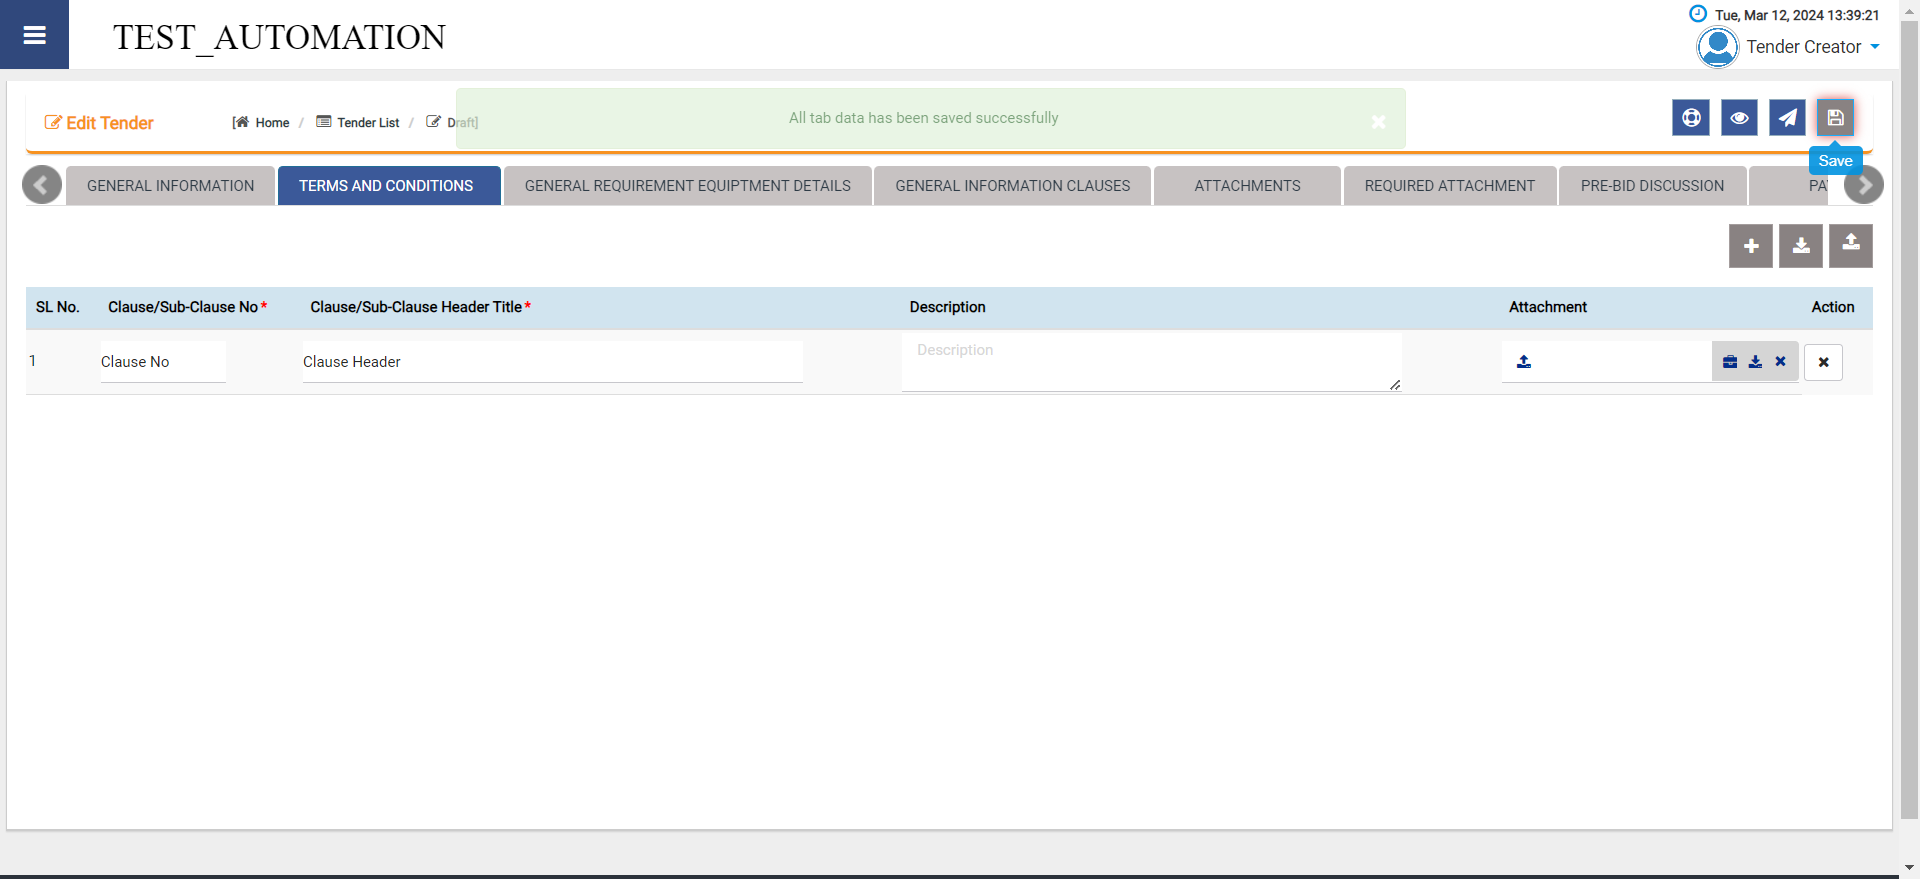 TEST_AUTOMATION
Tue, Mar 12, 2024 13:39:21
Tender Creator
Edit Tender
[ Home / Tender List / Draft]
All tab data has been saved successfully
Save
GENERAL INFORMATION
TERMS AND CONDITIONS
GENERAL REQUIREMENT EQUIPTMENT DETAILS
GENERAL INFORMATION CLAUSES
ATTACHMENTS
REQUIRED ATTACHMENT
PRE-BID DISCUSSION
SL No. Clause/Sub-Clause No* Clause/Sub-Clause Header Title* Description Attachment Action
1 Clause No Clause Header Description